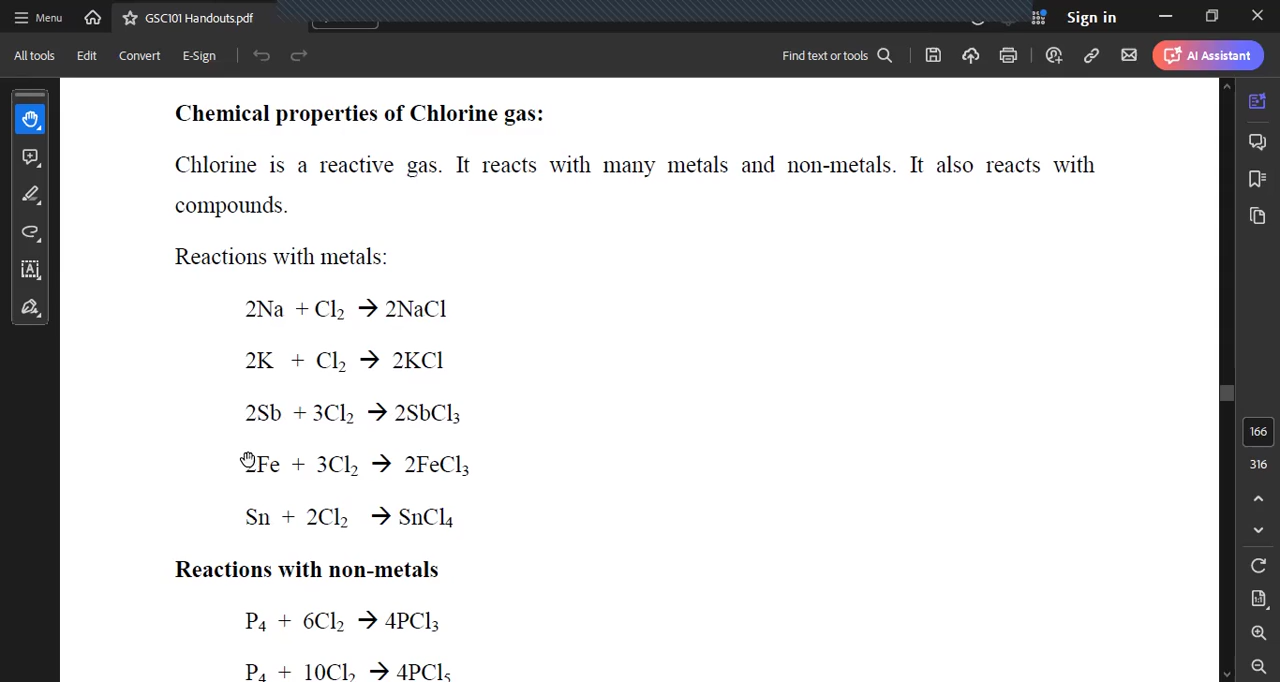 Menu
GSC101 Handouts.pdf
Sign in
All tools Edit Convert E-Sign
Find text or tools
AI Assistant
Chemical properties of Chlorine gas:
Chlorine is a reactive gas. It reacts with many metals and non-metals. It also reacts with
compounds.
Reactions with metals:
2Na + Cl₂ → 2NaCl
2K + Cl₂ → 2KCl
2Sb + 3Cl₂ → 2SbCl₃
2Fe + 3Cl₂ → 2FeCl₃
Sn + 2Cl₂ → SnCl₄
Reactions with non-metals
P₄ + 6Cl₂ → 4PCl₃
P₄ + 10Cl₂ → 4PCl₅
166
316